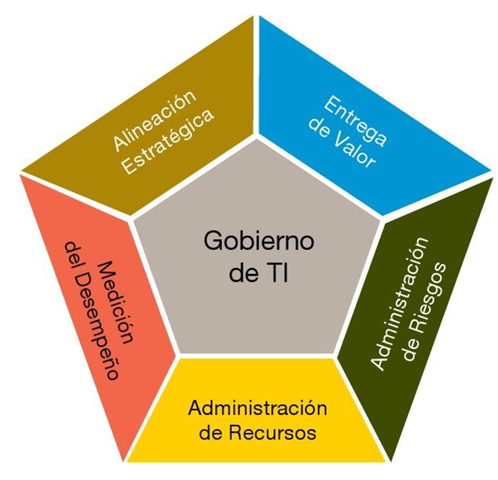 Alineación
Estratégica
Entrega
de Valor
Gobierno
de TI
Medición
del Desempeño
Administración
de Riesgos
Administración
de Recursos